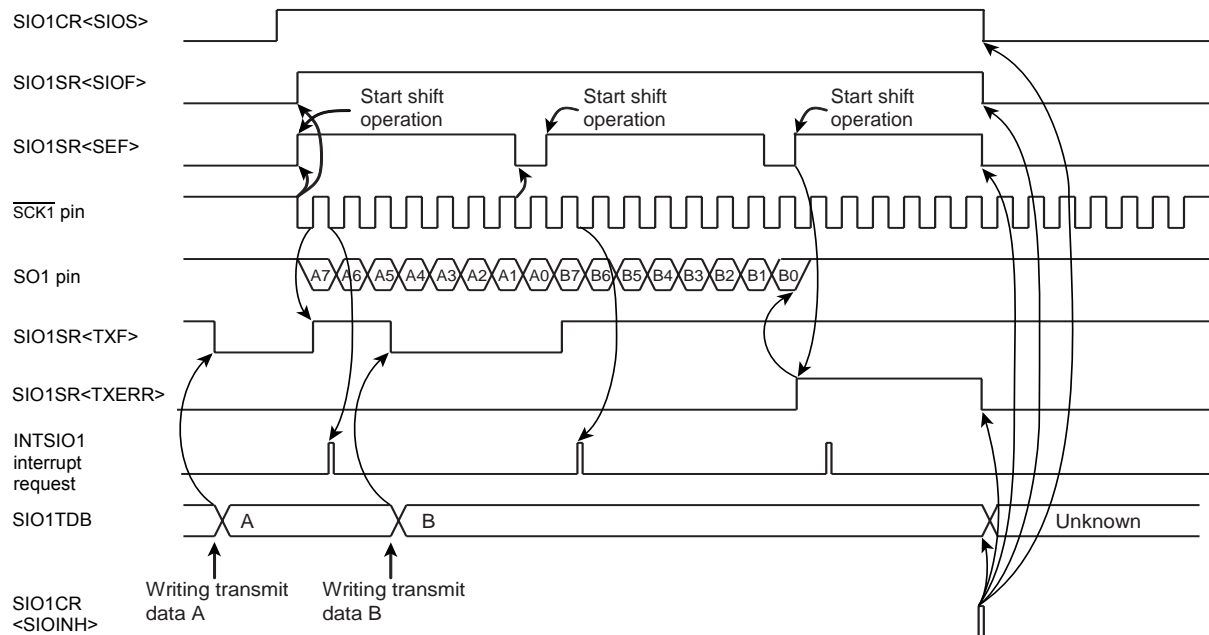 SIO1CR<SIOS>
SIO1SR<SIOF>
Start shift
operation
Start shift
operation
Start shift
operation
SIO1SR<SEF>
SCK1 pin
SO1 pin
A7 A6 A5 A4 A3 A2 A1 A0 B7 B6 B5 B4 B3 B2 B1 B0
SIO1SR<TXF>
SIO1SR<TXERR>
INTSIO1
interrupt
request
SIO1TDB
A
B
Unknown
Writing transmit
data A
Writing transmit
data B
SIO1CR
<SIOINH>